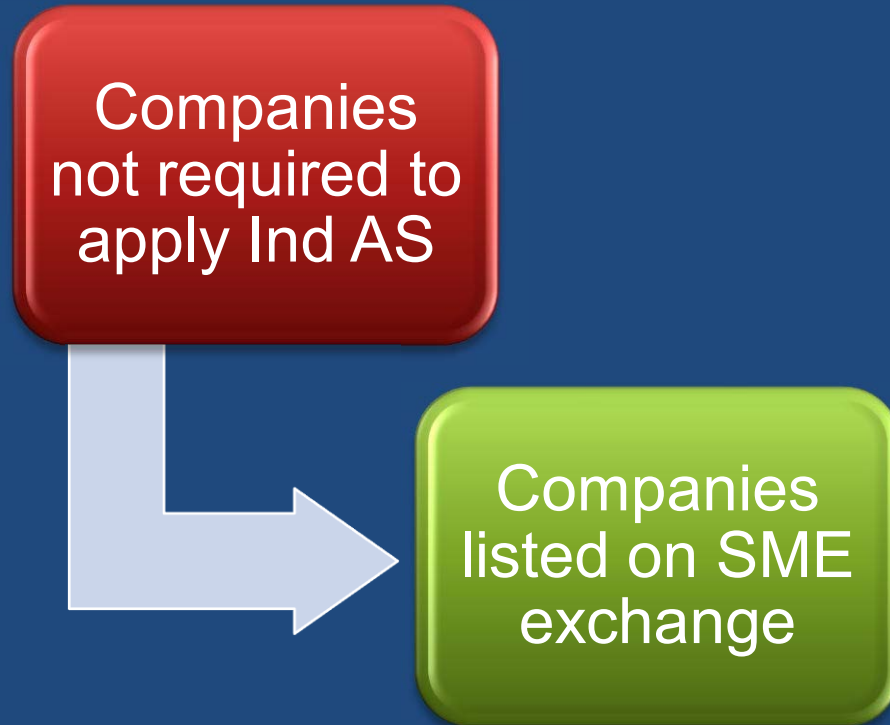 Companies
not required to
apply Ind AS
Companies
listed on SME
exchange